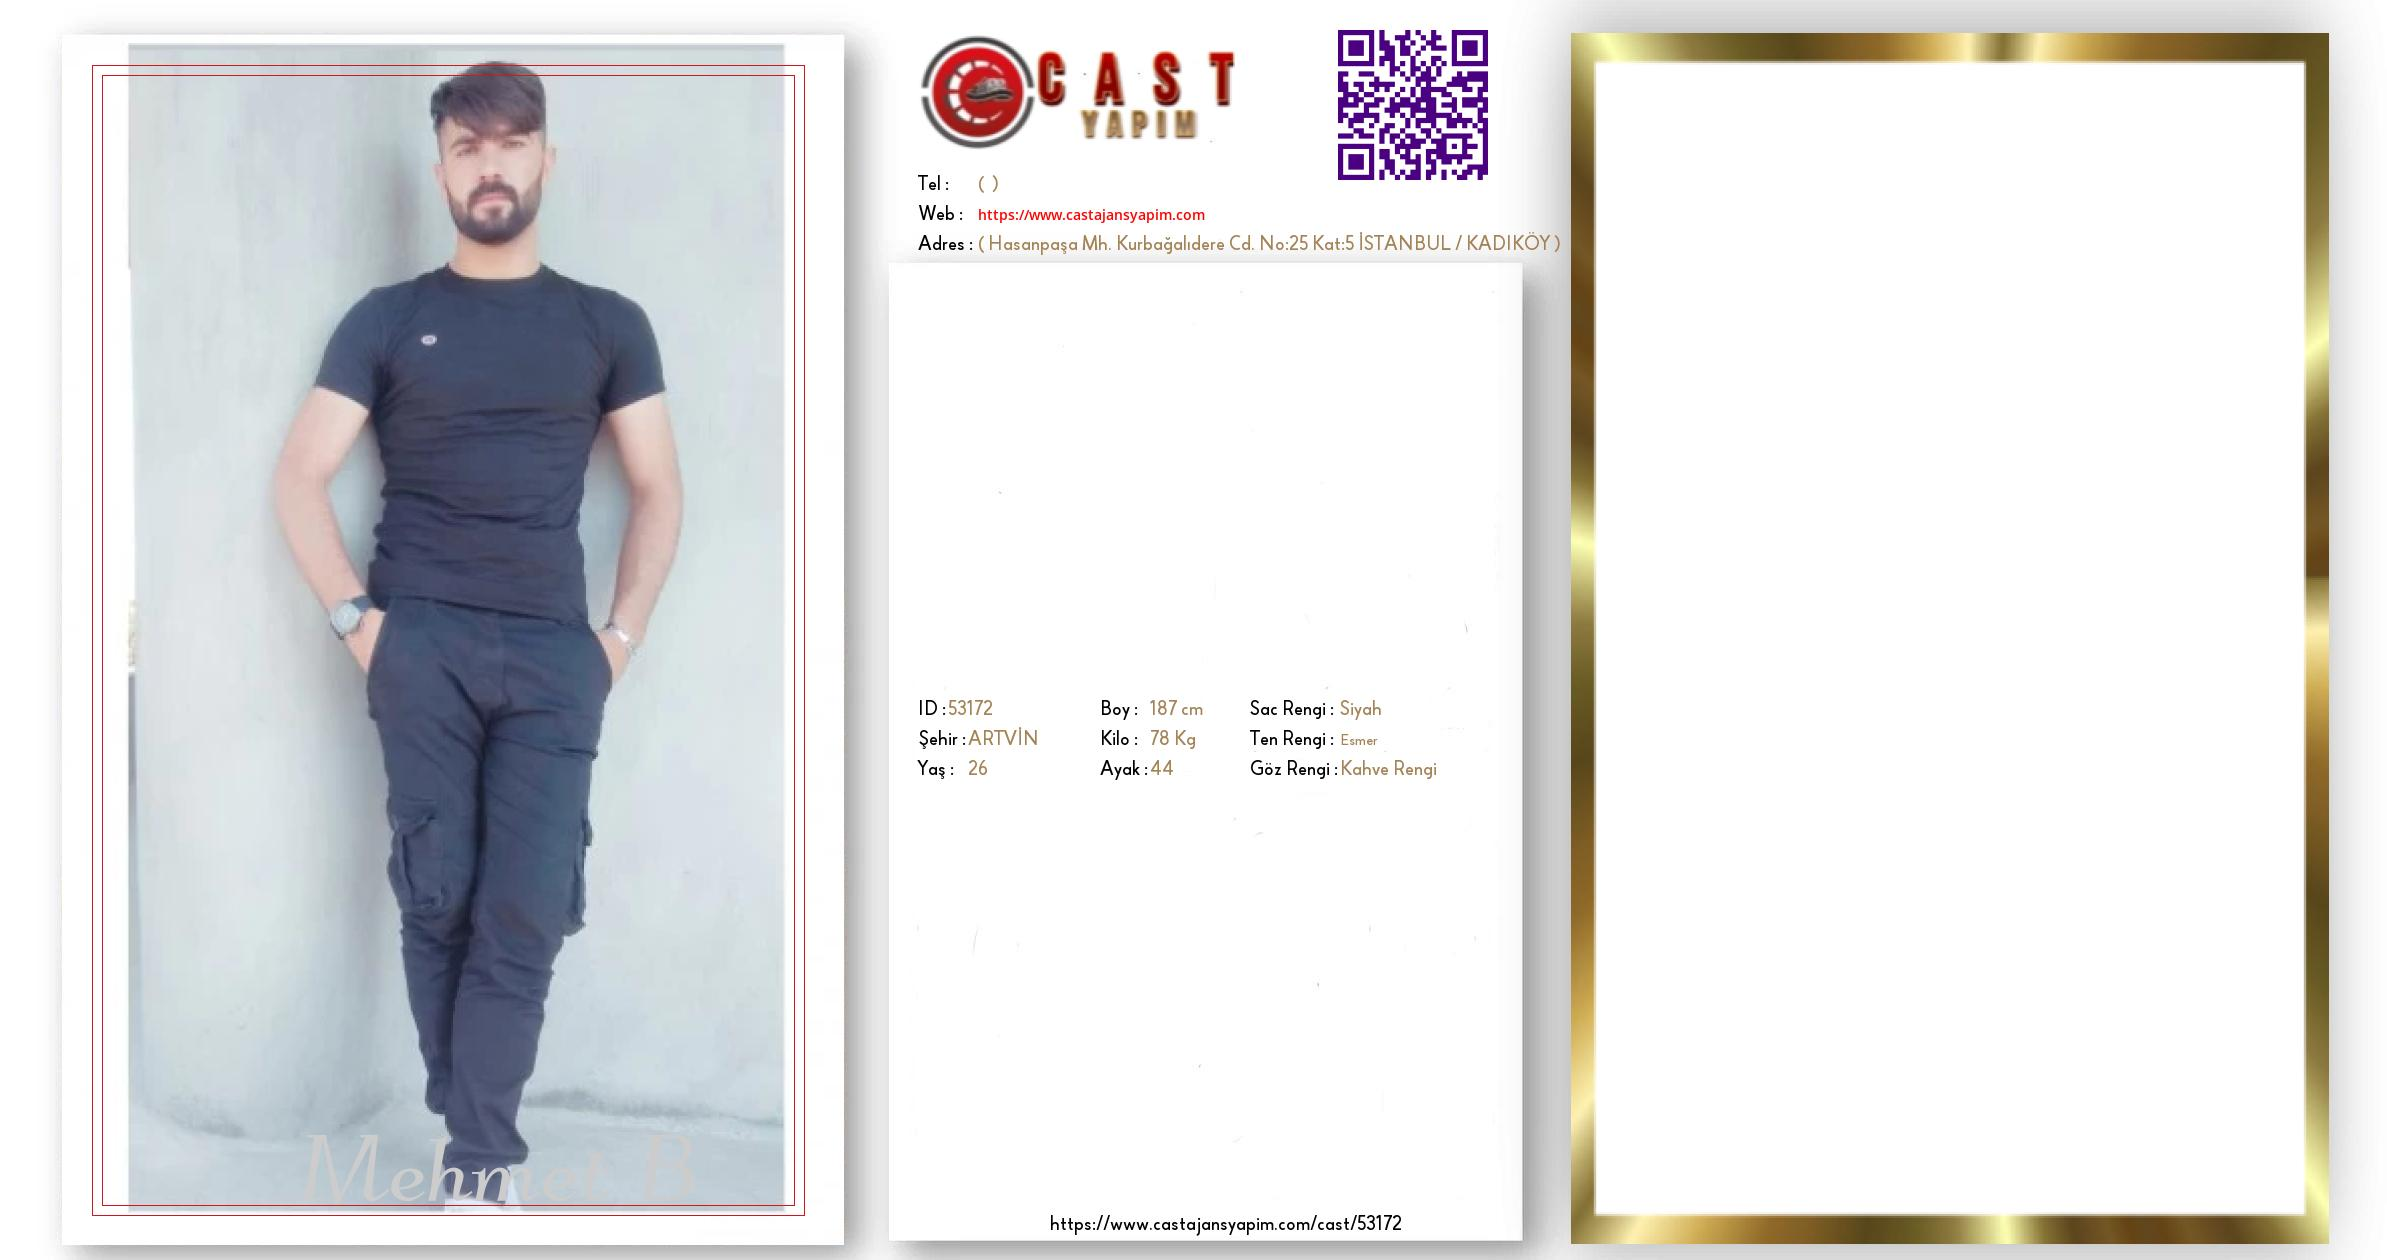 Mehmet B
CAST
YAPIM
Tel : ( )
Web : https://www.castajansyapim.com
Adres : ( Hasanpaşa Mh. Kurbağalıdere Cd. No:25 Kat:5 İSTANBUL / KADIKÖY )
ID : 53172 Boy : 187 cm Sac Rengi : Siyah
Şehir : ARTVİN Kilo : 78 Kg Ten Rengi : Esmer
Yaş : 26 Ayak : 44 Göz Rengi : Kahve Rengi
https://www.castajansyapim.com/cast/53172